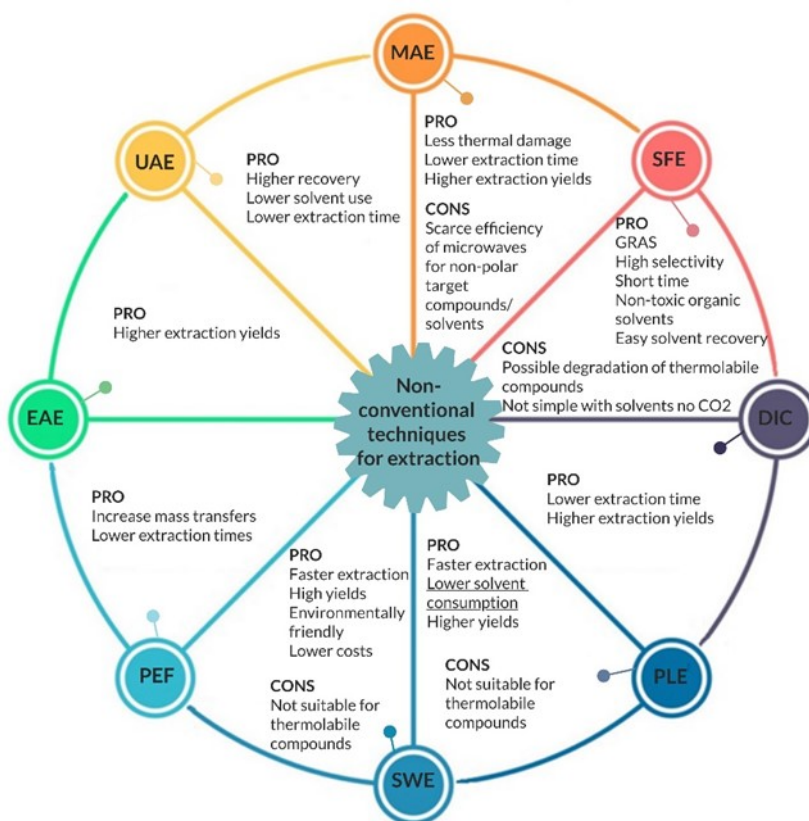 MAE
PRO
Less thermal damage
Lower extraction time
Higher extraction yields
CONS
Scarce efficiency
of microwaves
for non-polar
target
compounds/
solvents
SFE
PRO
GRAS
High selectivity
Short time
Non-toxic organic
solvents
Easy solvent recovery
CONS
Possible degradation of thermolabile
compounds
Not simple with solvents no CO2
DIC
PRO
Lower extraction time
Higher extraction yields
PLE
PRO
Faster extraction
Lower solvent
consumption
Higher yields
CONS
Not suitable for
thermolabile
compounds
SWE
PRO
Faster extraction
High yields
Environmentally
friendly
Lower costs
CONS
Not suitable for
thermolabile
compounds
PEF
PRO
Increase mass transfers
Lower extraction times
EAE
PRO
Higher extraction yields
UAE
PRO
Higher recovery
Lower solvent use
Lower extraction time
Non-
conventional
techniques
for extraction